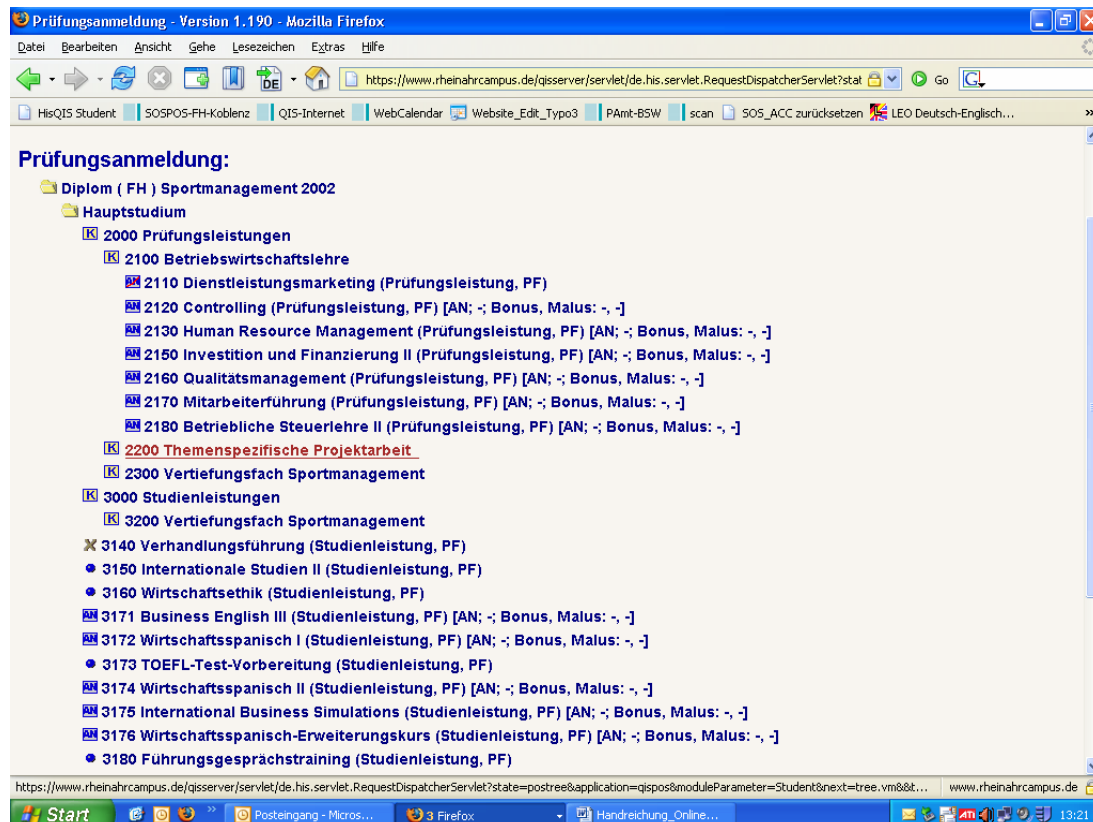 Prüfungsanmeldung - Version 1.190 - Mozilla Firefox
Datei Bearbeiten Ansicht Gehe Lesezeichen Extras Hilfe
DE https://www.rheinahrcampus.de/qisserver/servlet/de.his.servlet.RequestDispatcherServlet?stat Go G
HisQIS Student SOSPOS-FH-Koblenz QIS-Internet WebCalendar Website_Edit_Typo3 PAmt-BSW scan SOS_ACC zurücksetzen LEO Deutsch-Englisch... »
Prüfungsanmeldung:
Diplom ( FH ) Sportmanagement 2002
Hauptstudium
K 2000 Prüfungsleistungen
K 2100 Betriebswirtschaftslehre
AN 2110 Dienstleistungsmarketing (Prüfungsleistung, PF)
AN 2120 Controlling (Prüfungsleistung, PF) [AN; -; Bonus, Malus: -, -]
AN 2130 Human Resource Management (Prüfungsleistung, PF) [AN; -; Bonus, Malus: -, -]
AN 2150 Investition und Finanzierung II (Prüfungsleistung, PF) [AN; -; Bonus, Malus: -, -]
AN 2160 Qualitätsmanagement (Prüfungsleistung, PF) [AN; -; Bonus, Malus: -, -]
AN 2170 Mitarbeiterführung (Prüfungsleistung, PF) [AN; -; Bonus, Malus: -, -]
AN 2180 Betriebliche Steuerlehre II (Prüfungsleistung, PF) [AN; -; Bonus, Malus: -, -]
K 2200 Themenspezifische Projektarbeit
K 2300 Vertiefungsfach Sportmanagement
K 3000 Studienleistungen
K 3200 Vertiefungsfach Sportmanagement
3140 Verhandlungsführung (Studienleistung, PF)
3150 Internationale Studien II (Studienleistung, PF)
3160 Wirtschaftsethik (Studienleistung, PF)
AN 3171 Business English III (Studienleistung, PF) [AN; -; Bonus, Malus: -, -]
AN 3172 Wirtschaftsspanisch I (Studienleistung, PF) [AN; -; Bonus, Malus: -, -]
3173 TOEFL-Test-Vorbereitung (Studienleistung, PF)
AN 3174 Wirtschaftsspanisch II (Studienleistung, PF) [AN; -; Bonus, Malus: -, -]
AN 3175 International Business Simulations (Studienleistung, PF) [AN; -; Bonus, Malus: -, -]
AN 3176 Wirtschaftsspanisch-Erweiterungskurs (Studienleistung, PF) [AN; -; Bonus, Malus: -, -]
3180 Führungsgesprächstraining (Studienleistung, PF)
https://www.rheinahrcampus.de/qisserver/servlet/de.his.servlet.RequestDispatcherServlet?state=postree&application=qispos&moduleParameter=Student&next=tree.vm&&t... www.rheinahrcampus.de
Start » Posteingang - Micros... 3 Firefox Handreichung_Online... 13:21